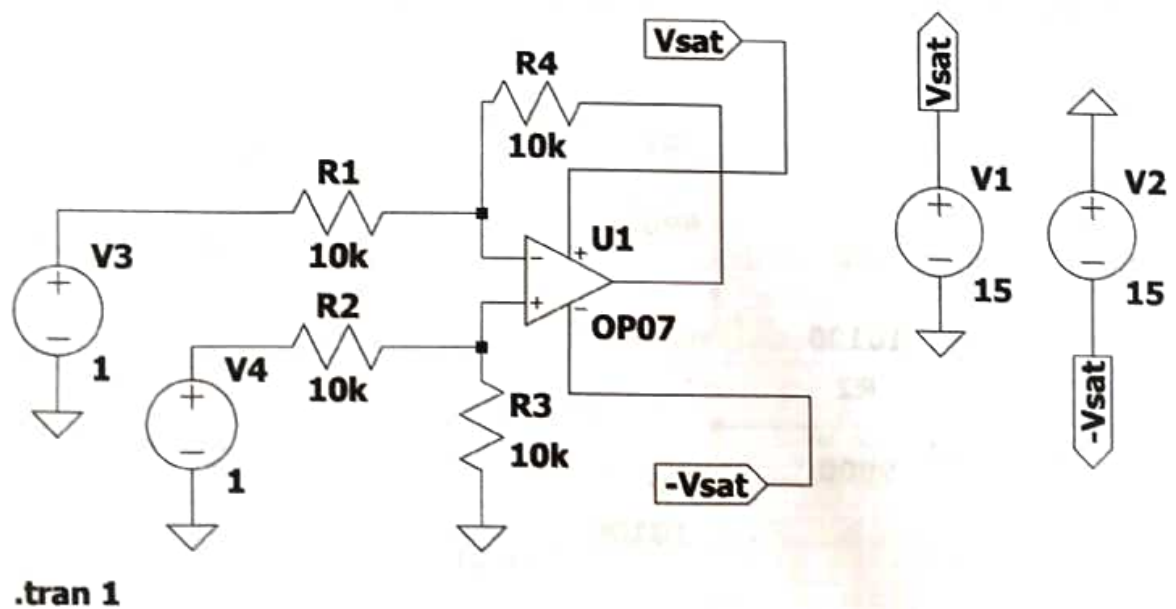 Vsat
R4
10k
R1
10k
V3
1
R2
10k
V4
1
R3
10k
U1
OP07
-Vsat
Vsat
V1
15
V2
15
-Vsat
.tran 1